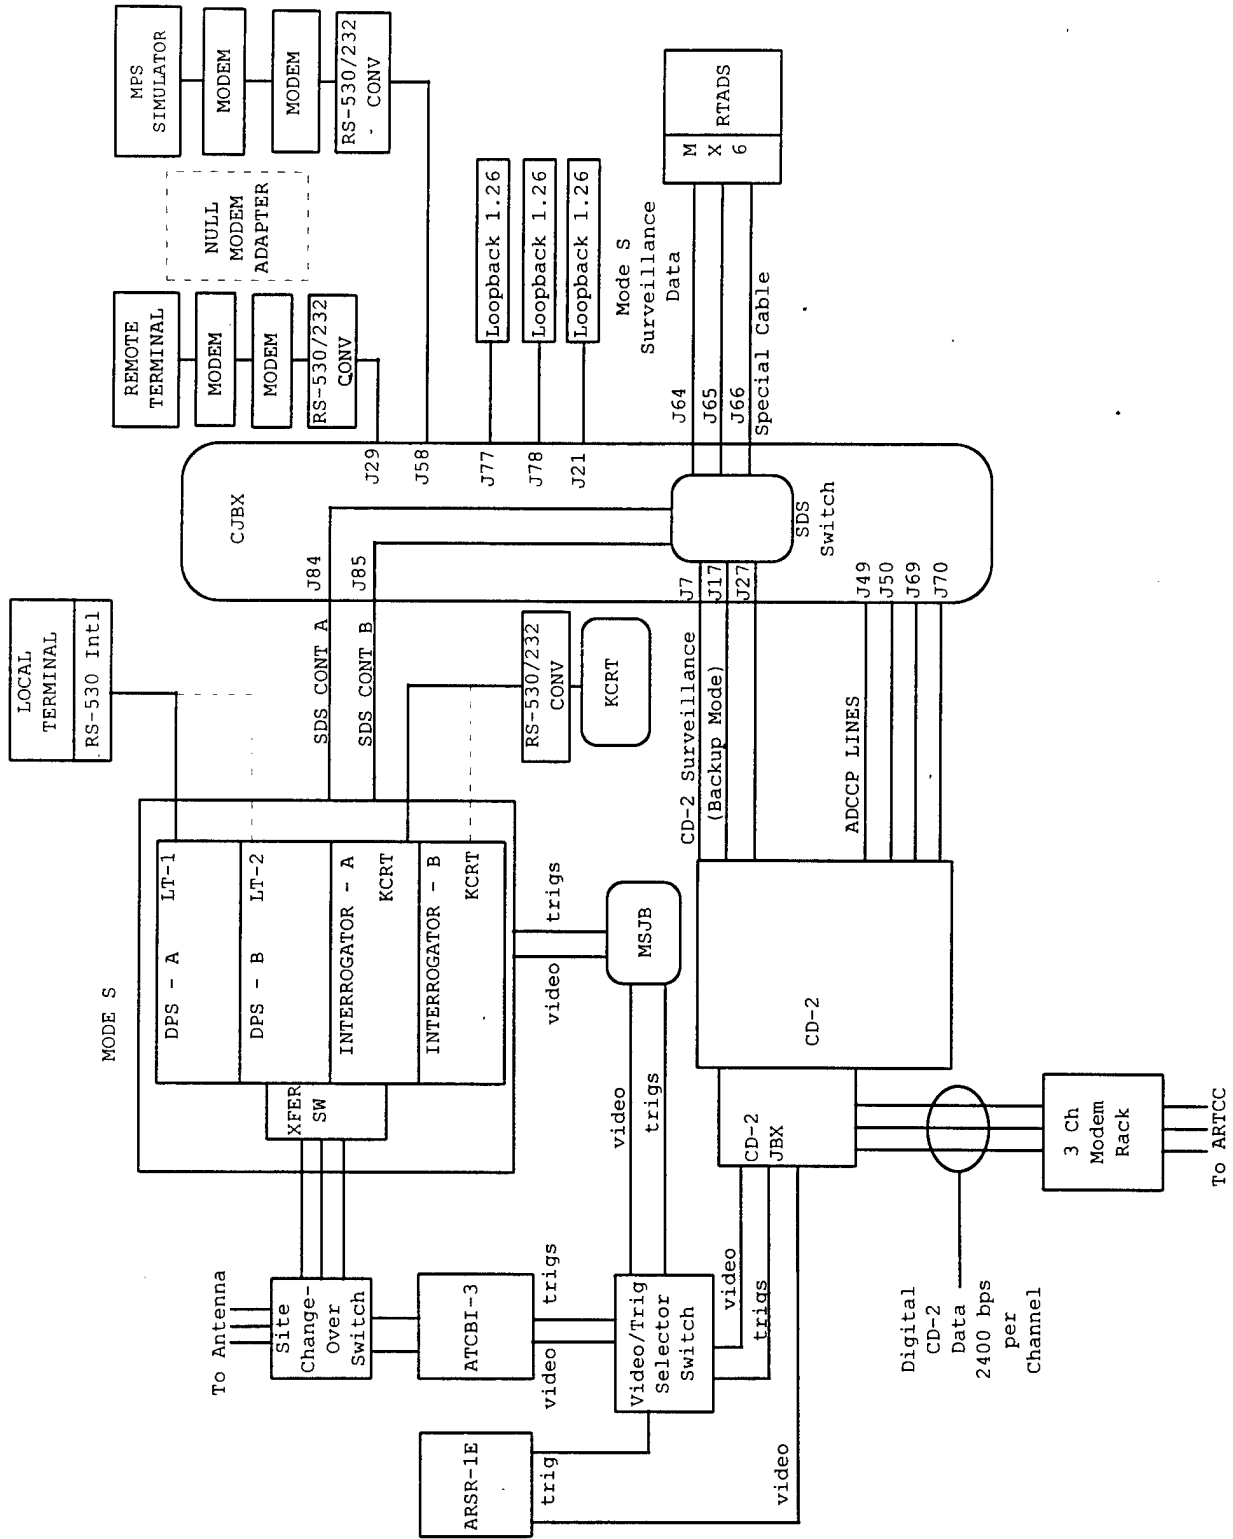 MPS
SIMULATOR
MODEM
MODEM
RS-530/232
CONV
NULL
MODEM
ADAPTER
REMOTE
TERMINAL
MODEM
MODEM
RS-530/232
CONV
Loopback 1.26
Loopback 1.26
Loopback 1.26
RTADS
M
X
6
Mode S
Surveillance
Data
J64
J65
J66
Special Cable
J29
J58
J77
J78
J21
CJBX
SDS
Switch
J84
J85
J7
J17
J27
J49
J50
J69
J70
LOCAL
TERMINAL
RS-530 Intl
SDS CONT A
SDS CONT B
RS-530/232
CONV
KCRT
CD-2 Surveillance
(Backup Mode)
ADCCP LINES
MODE S
DPS - A LT-1
DPS - B LT-2
INTERROGATOR - A
KCRT
INTERROGATOR - B
KCRT
XFER
SW
video
trigs
MSJB
video
trigs
CD-2
CD-2
JBX
To Antenna
Site
Change-
Over
Switch
ATCBI-3
video
trigs
Video/Trig
Selector
Switch
video
trigs
ARSR-1E
trig
video
Digital
CD-2
Data
2400 bps
per
Channel
3 Ch
Modem
Rack
To ARTCC